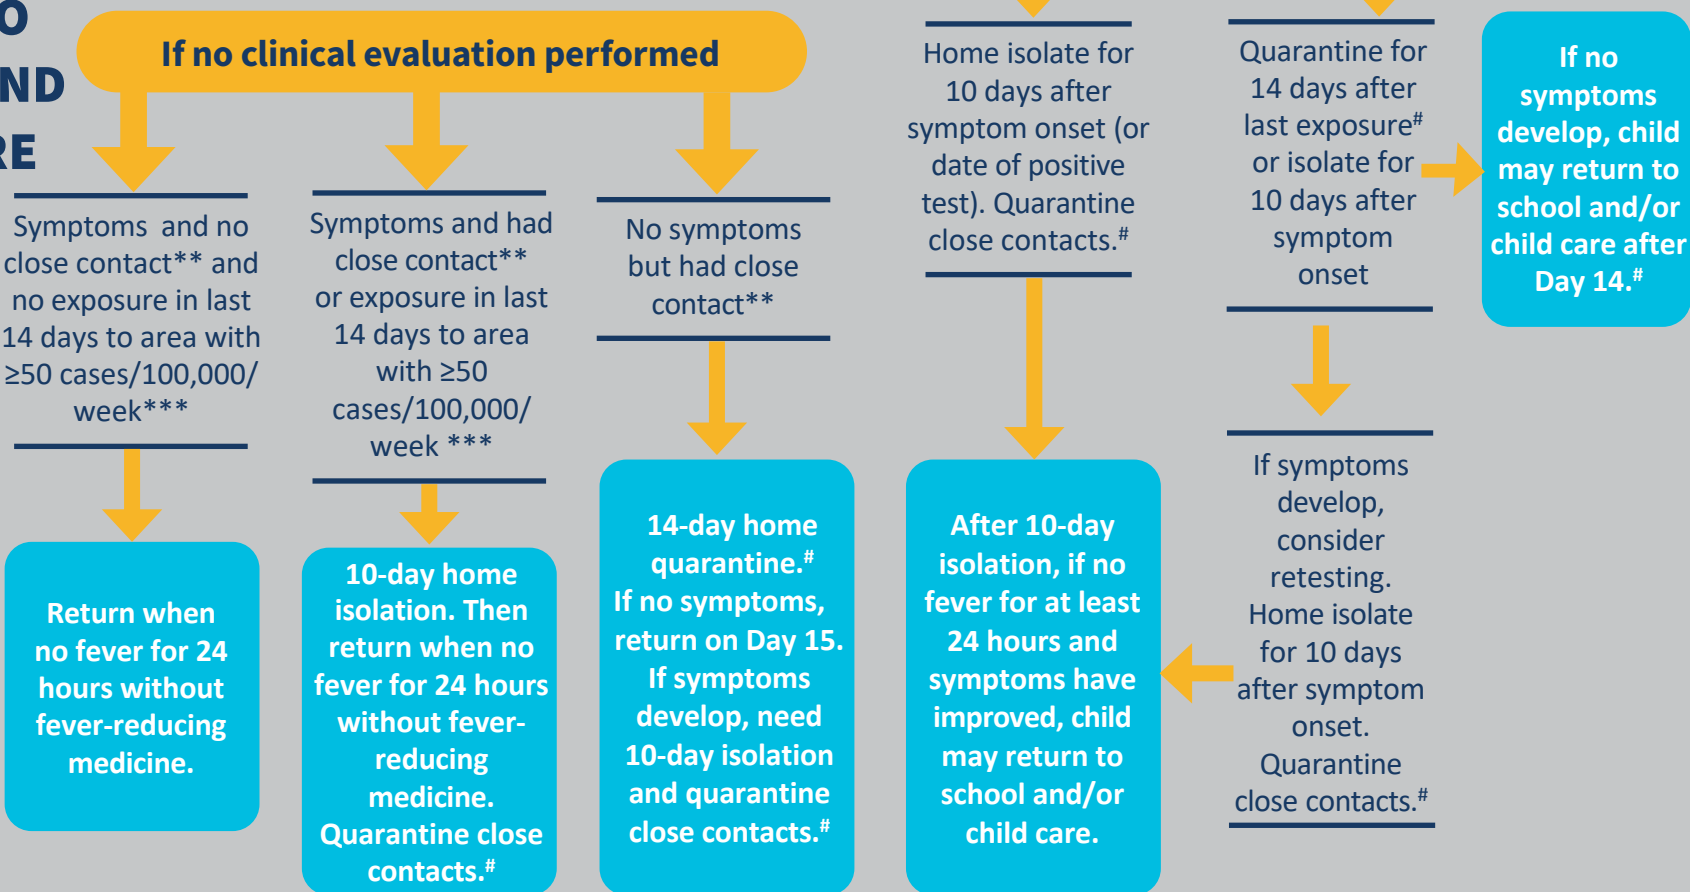 O
ND
RE
If no clinical evaluation performed
Symptoms and no
close contact** and
no exposure in last
14 days to area with
≥50 cases/100,000/
week***
Return when
no fever for 24
hours without
fever-reducing
medicine.
Symptoms and had
close contact**
or exposure in last
14 days to area
with ≥50
cases/100,000/
week ***
10-day home
isolation. Then
return when no
fever for 24 hours
without fever-
reducing
medicine.
Quarantine close
contacts.#
No symptoms
but had close
contact**
14-day home
quarantine.#
If no symptoms,
return on Day 15.
If symptoms
develop, need
10-day isolation
and quarantine
close contacts.#
Home isolate for
10 days after
symptom onset (or
date of positive
test). Quarantine
close contacts.#
After 10-day
isolation, if no
fever for at least
24 hours and
symptoms have
improved, child
may return to
school and/or
child care.
Quarantine for
14 days after
last exposure#
or isolate for
10 days after
symptom
onset
If symptoms
develop,
consider
retesting.
Home isolate
for 10 days
after symptom
onset.
Quarantine
close contacts.#
If no
symptoms
develop, child
may return to
school and/or
child care after
Day 14.#